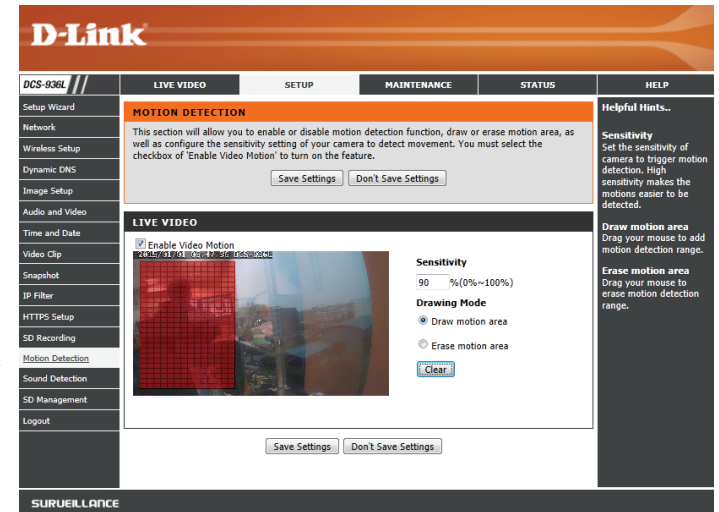 D-Link
DCS-936L
LIVE VIDEO
SETUP
MAINTENANCE
STATUS
HELP
Setup Wizard
Network
Wireless Setup
Dynamic DNS
Image Setup
Audio and Video
Time and Date
Video Clip
Snapshot
IP Filter
HTTPS Setup
SD Recording
Motion Detection
Sound Detection
SD Management
Logout
MOTION DETECTION
This section will allow you to enable or disable motion detection function, draw or erase motion area, as
well as configure the sensitivity setting of your camera to detect movement. You must select the
checkbox of 'Enable Video Motion' to turn on the feature.
Save Settings
Don't Save Settings
LIVE VIDEO
Enable Video Motion
DCS-936L
Sensitivity
90 %(0%~100%)
Drawing Mode
Draw motion area
Erase motion area
Clear
Save Settings
Don't Save Settings
Helpful Hints..
Sensitivity
Set the sensitivity of
camera to trigger motion
detection. High
sensitivity makes the
motions easier to be
detected.
Draw motion area
Drag your mouse to add
motion detection range.
Erase motion area
Drag your mouse to
erase motion detection
range.
SURVEILLANCE